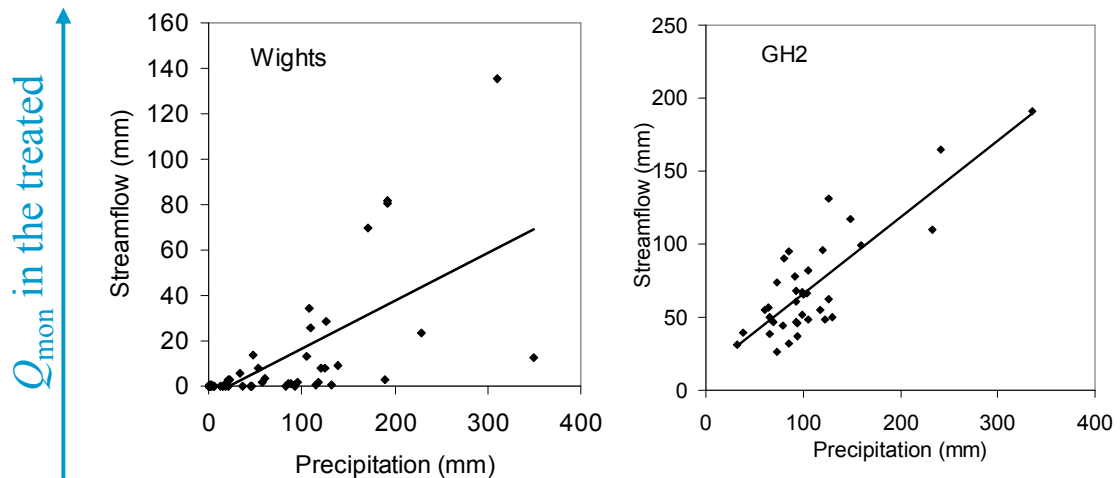 Q_mon in the treated
Wights
Streamflow (mm)
160
140
120
100
80
60
40
20
0
0 100 200 300 400
Precipitation (mm)
GH2
Streamflow (mm)
250
200
150
100
50
0
0 100 200 300 400
Precipitation (mm)